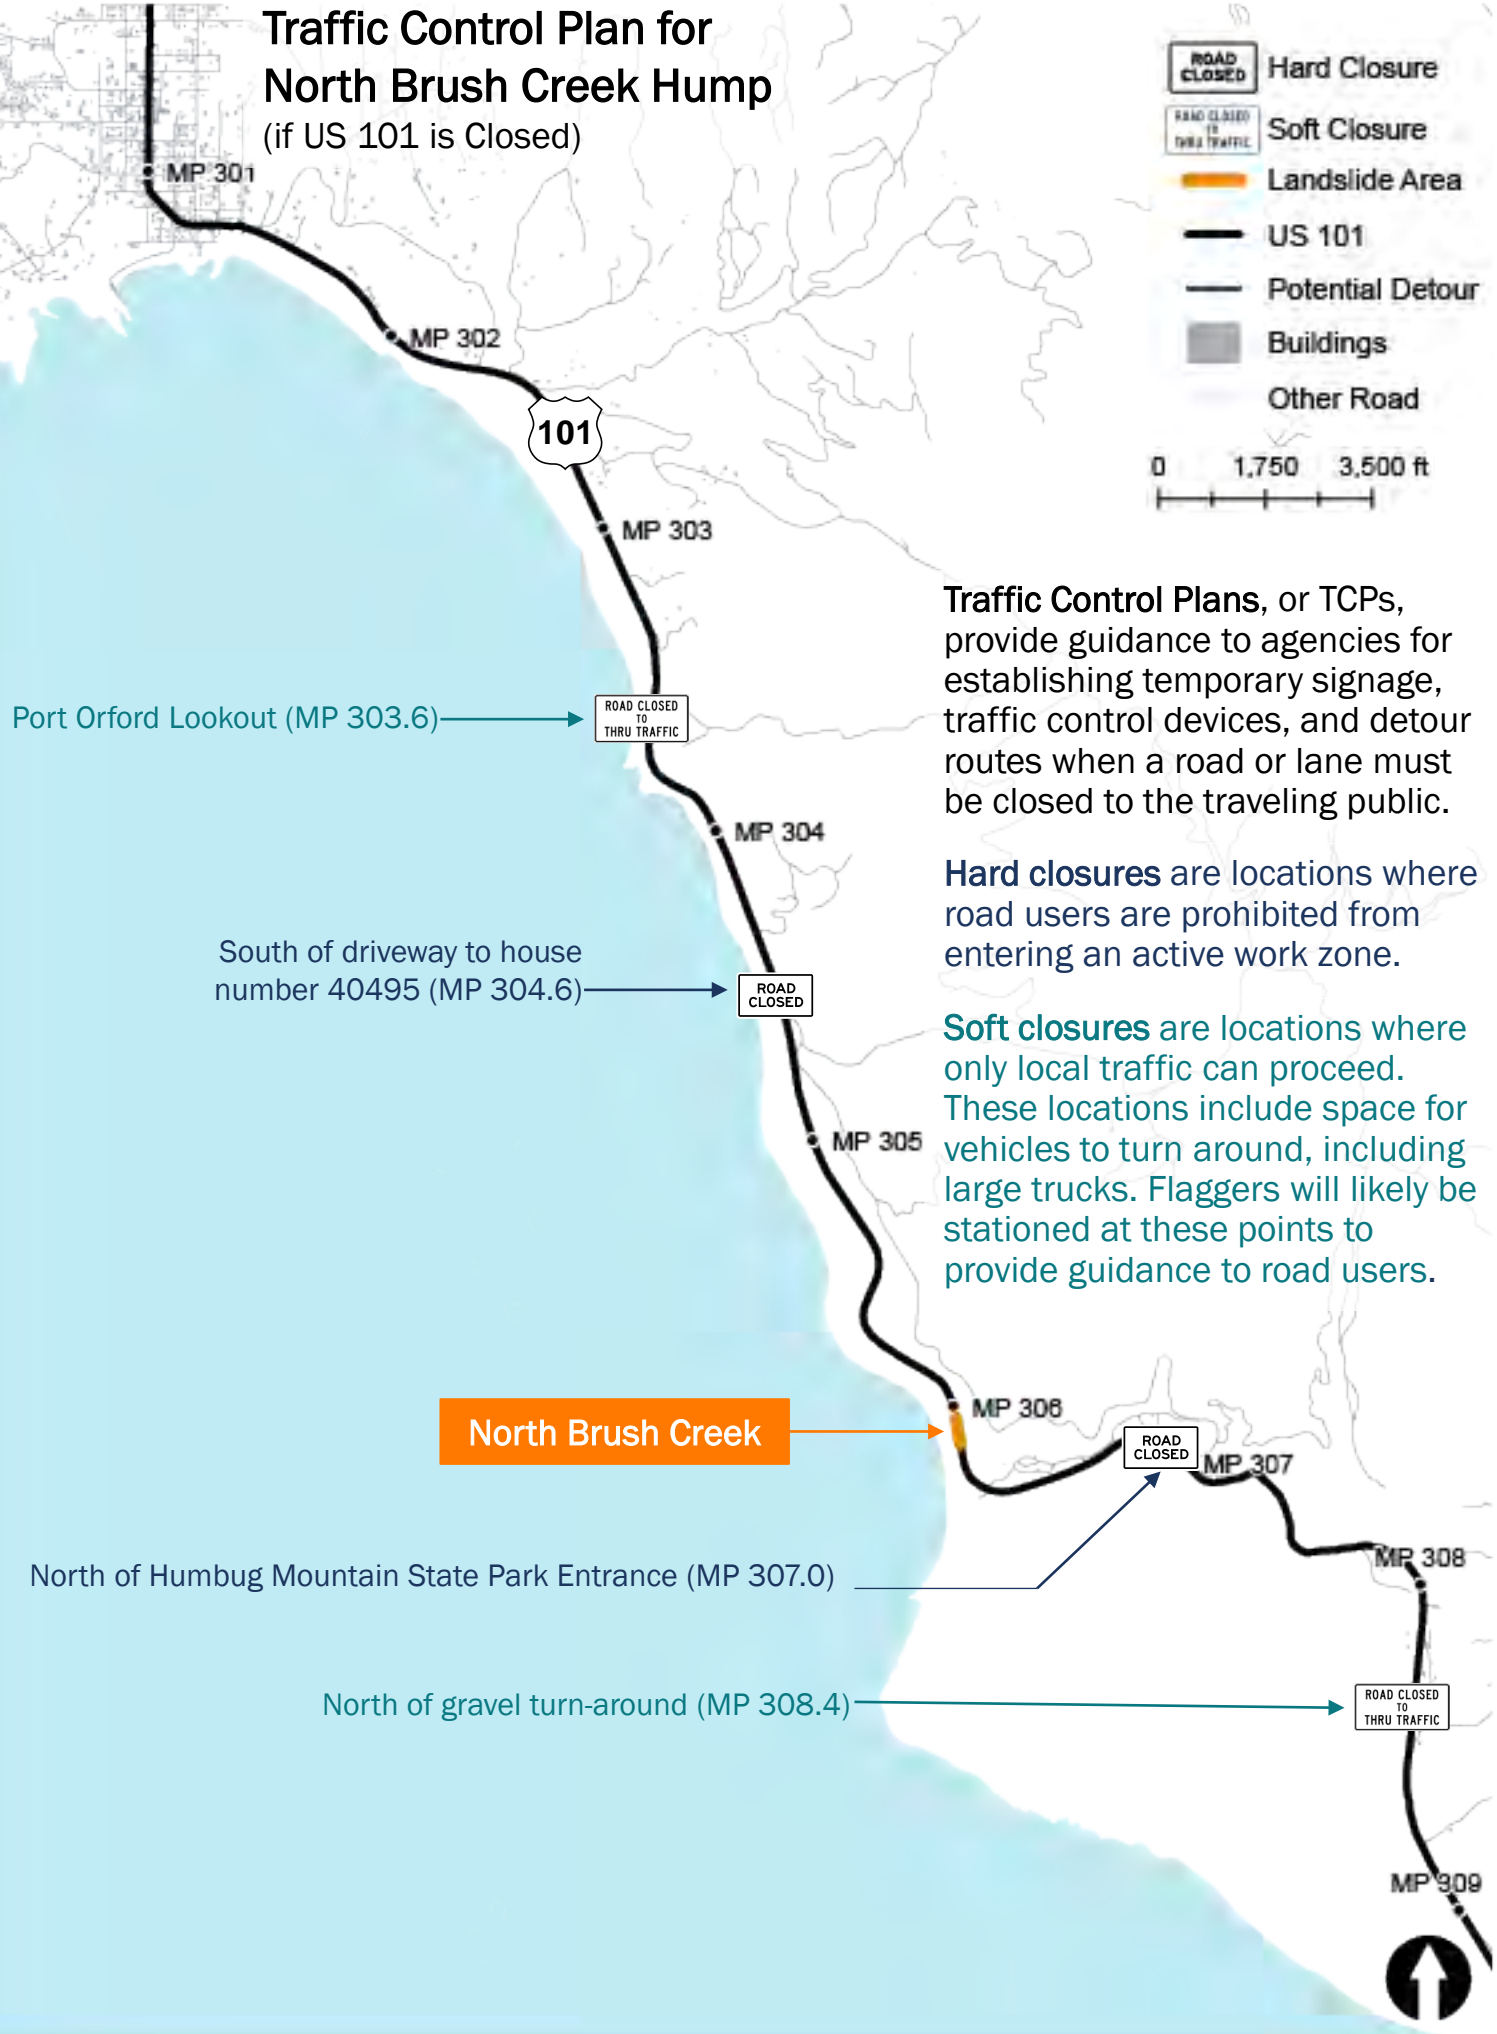 Traffic Control Plan for
North Brush Creek Hump
(if US 101 is Closed)
ROAD
CLOSED
Hard Closure
ROAD CLOSED
TO
THRU TRAFFIC
Soft Closure
Landslide Area
US 101
Potential Detour
Buildings
Other Road
0 1,750 3,500 ft
MP 301
MP 302
101
MP 303
Traffic Control Plans, or TCPs,
provide guidance to agencies for
establishing temporary signage,
traffic control devices, and detour
routes when a road or lane must
be closed to the traveling public.
Port Orford Lookout (MP 303.6)
ROAD CLOSED
TO
THRU TRAFFIC
MP 304
Hard closures are locations where
road users are prohibited from
entering an active work zone.
South of driveway to house
number 40495 (MP 304.6)
ROAD
CLOSED
Soft closures are locations where
only local traffic can proceed.
These locations include space for
vehicles to turn around, including
large trucks. Flaggers will likely be
stationed at these points to
provide guidance to road users.
MP 305
MP 306
North Brush Creek
ROAD
CLOSED
MP 307
MP 308
North of Humbug Mountain State Park Entrance (MP 307.0)
North of gravel turn-around (MP 308.4)
ROAD CLOSED
TO
THRU TRAFFIC
MP 309